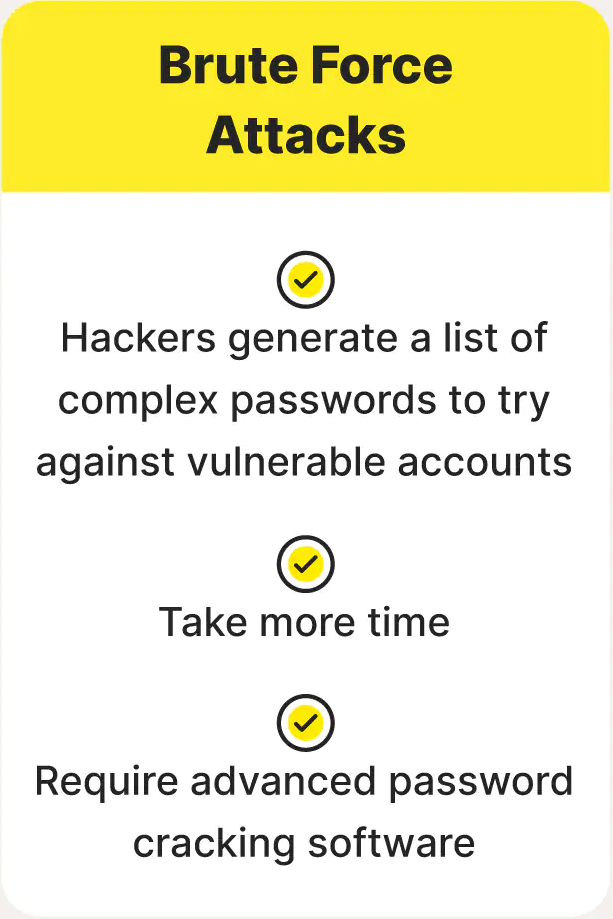 Brute Force
Attacks
Hackers generate a list of
complex passwords to try
against vulnerable accounts
Take more time
Require advanced password
cracking software